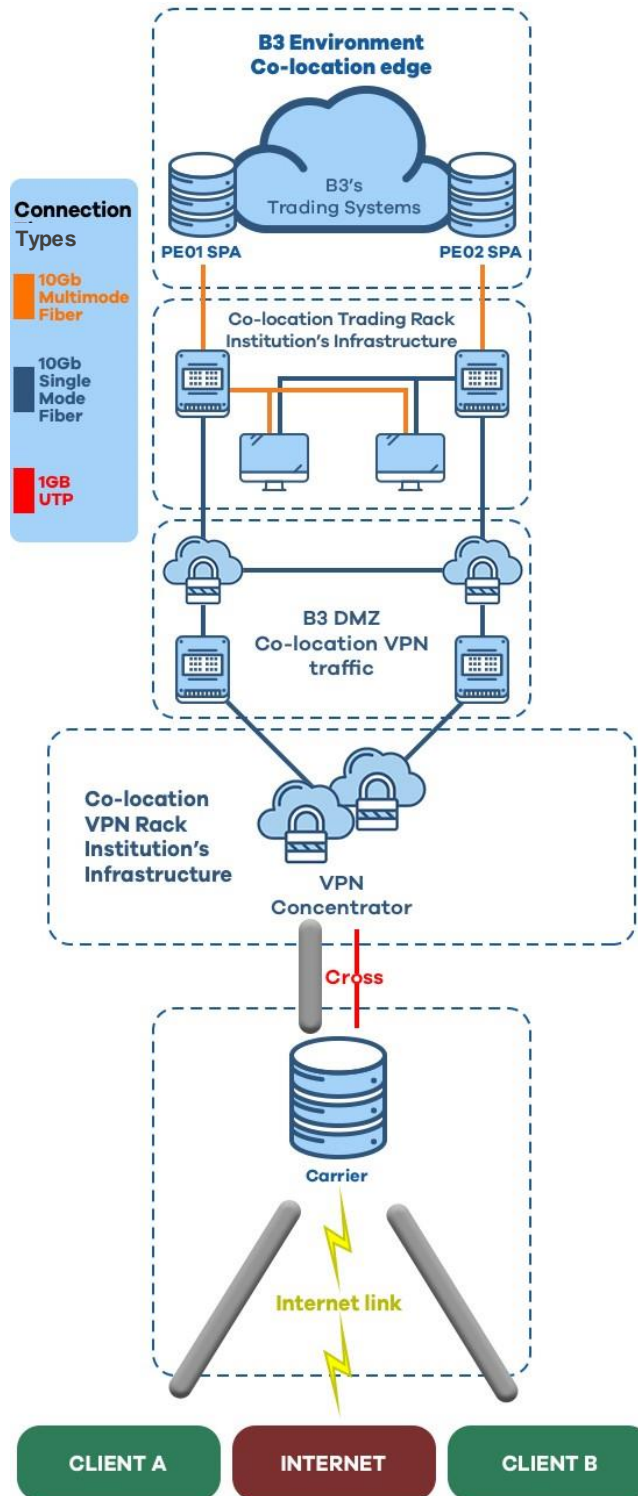 B3 Environment
Co-location edge
B3's
Trading Systems
PE01 SPA
PE02 SPA
Connection
Types
10Gb
Multimode
Fiber
10Gb
Single
Mode
Fiber
1GB
UTP
Co-location Trading Rack
Institution's Infrastructure
B3 DMZ
Co-location VPN
traffic
Co-location
VPN Rack
Institution's
Infrastructure
VPN
Concentrator
Cross
Carrier
Internet link
CLIENT A
INTERNET
CLIENT B